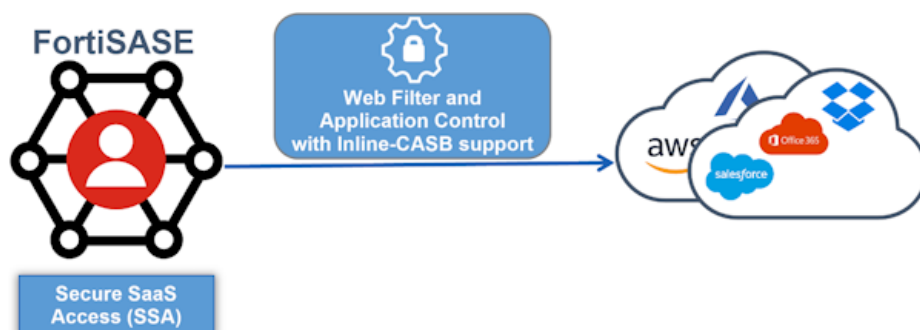 FortiSASE
Web Filter and
Application Control
with Inline-CASB support
aws
Office 365
salesforce
Secure SaaS
Access (SSA)